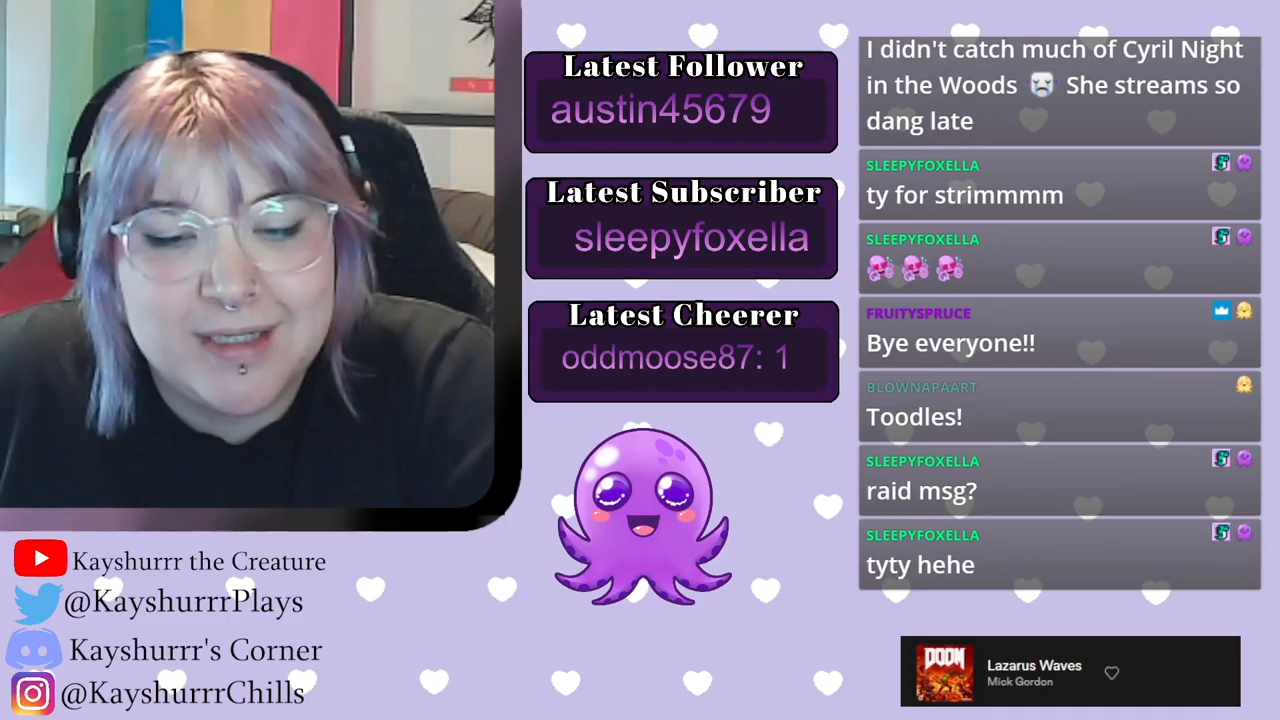 Latest Follower
austin45679
Latest Subscriber
sleepyfoxella
Latest Cheerer
oddmoose87: 1
I didn't catch much of Cyril Night
in the Woods 😢 She streams so
dang late
SLEEPYFOXELLA
ty for strimmmm
SLEEPYFOXELLA
FRUITYSPRUCE
Bye everyone!!
BLOWNAPAART
Toodles!
SLEEPYFOXELLA
raid msg?
SLEEPYFOXELLA
tyty hehe
Kayshurrr the Creature
@KayshurrrPlays
Kayshurrr's Corner
@KayshurrrChills
DOOM
Lazarus Waves
Mick Gordon